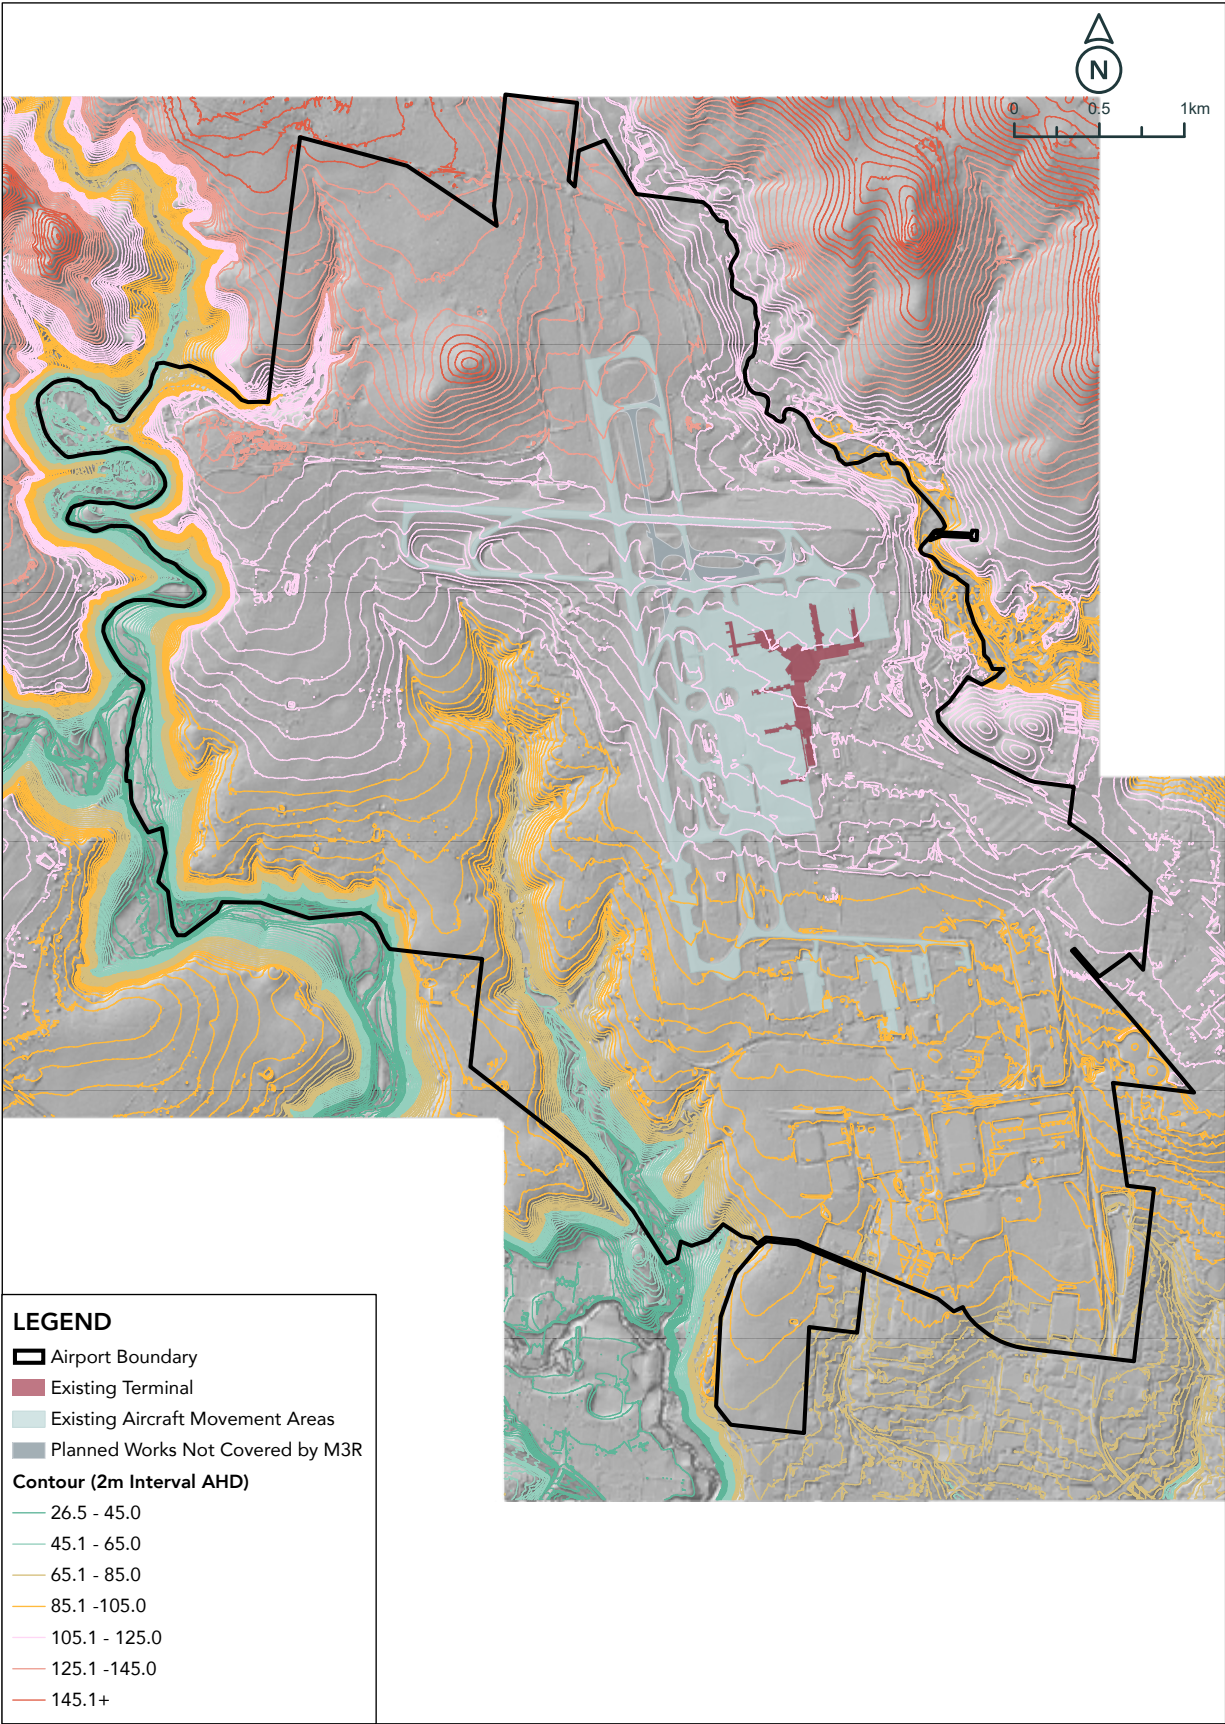 N
0 0.5 1km
LEGEND
Airport Boundary
Existing Terminal
Existing Aircraft Movement Areas
Planned Works Not Covered by M3R
Contour (2m Interval AHD)
26.5 - 45.0
45.1 - 65.0
65.1 - 85.0
85.1 -105.0
105.1 - 125.0
125.1 -145.0
145.1+